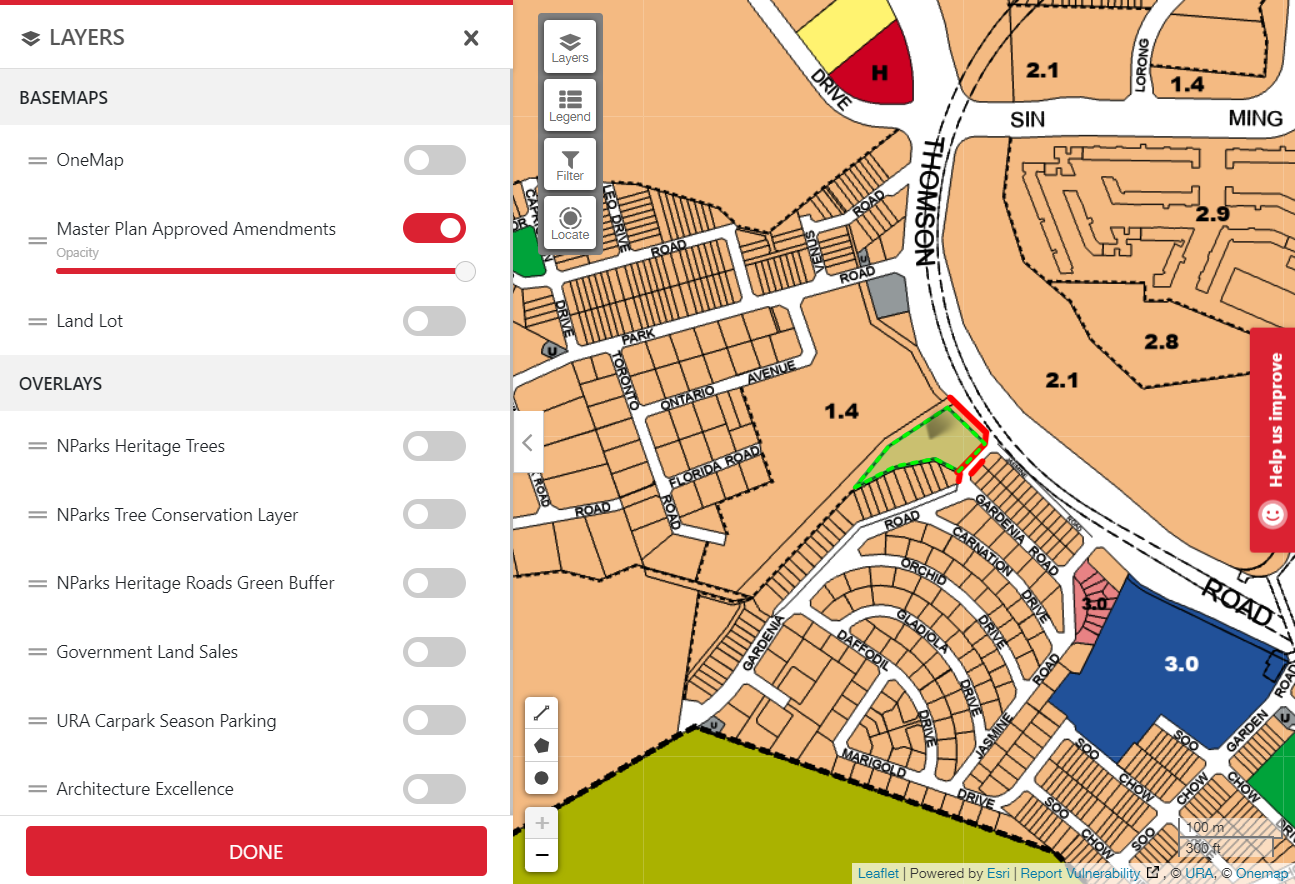 LAYERS
BASEMAPS
OneMap
Master Plan Approved Amendments
Opacity
Land Lot
OVERLAYS
NParks Heritage Trees
NParks Tree Conservation Layer
NParks Heritage Roads Green Buffer
Government Land Sales
URA Carpark Season Parking
Architecture Excellence
DONE
Layers
Legend
Filter
Locate
H
DRIVE
2.1
LORONG
1.4
SIN
MING
THOMSON
ROAD
2.9
LEO DRIVE
ROAD
VENUS
U
ROAD
DRIVE
PARK
U
TORONTO
AVENUE
ONTARIO
2.8
2.1
1.4
FLORIDA ROAD
ROAD
ROAD
ROAD
ROAD
GARDENIA ROAD
CARNATION
DRIVE
ORCHID
DRIVE
GLADIOLA
DRIVE
DAFFODIL
DRIVE
GARDENIA
ROAD
JASMINE
3.0
3.0
ROAD
ROAD
GARDEN
U
U
MARIGOLD
DRIVE
SOO
CHOW
SOO
CHOW
CHOW
SOO
CHOW
SOO
Help us improve
100 m
300 ft
Leaflet | Powered by Esri | Report Vulnerability , © URA, © Onemap